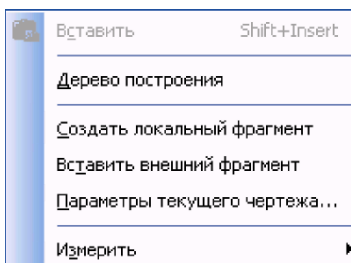 Вставить Shift+Insert
Дерево построения
Создать локальный фрагмент
Вставить внешний фрагмент
Параметры текущего чертежа...
Измерить